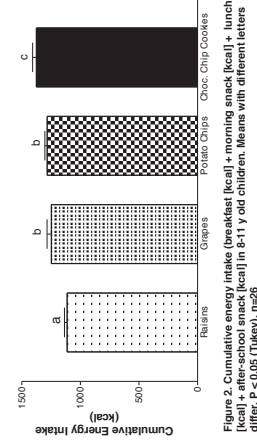 Cumulative Energy Intake
(kcal)
1500
1000
500
0
a
b
b
c
Raisins
Grapes
Potato Chips
Choc. Chip Cookies
Figure 2. Cumulative energy intake (breakfast [kcal] + morning snack [kcal] + lunch
[kcal] + after-school snack [kcal] in 8-11 y old children. Means with different letters
differ. P < 0.05 (Tukey). n=26